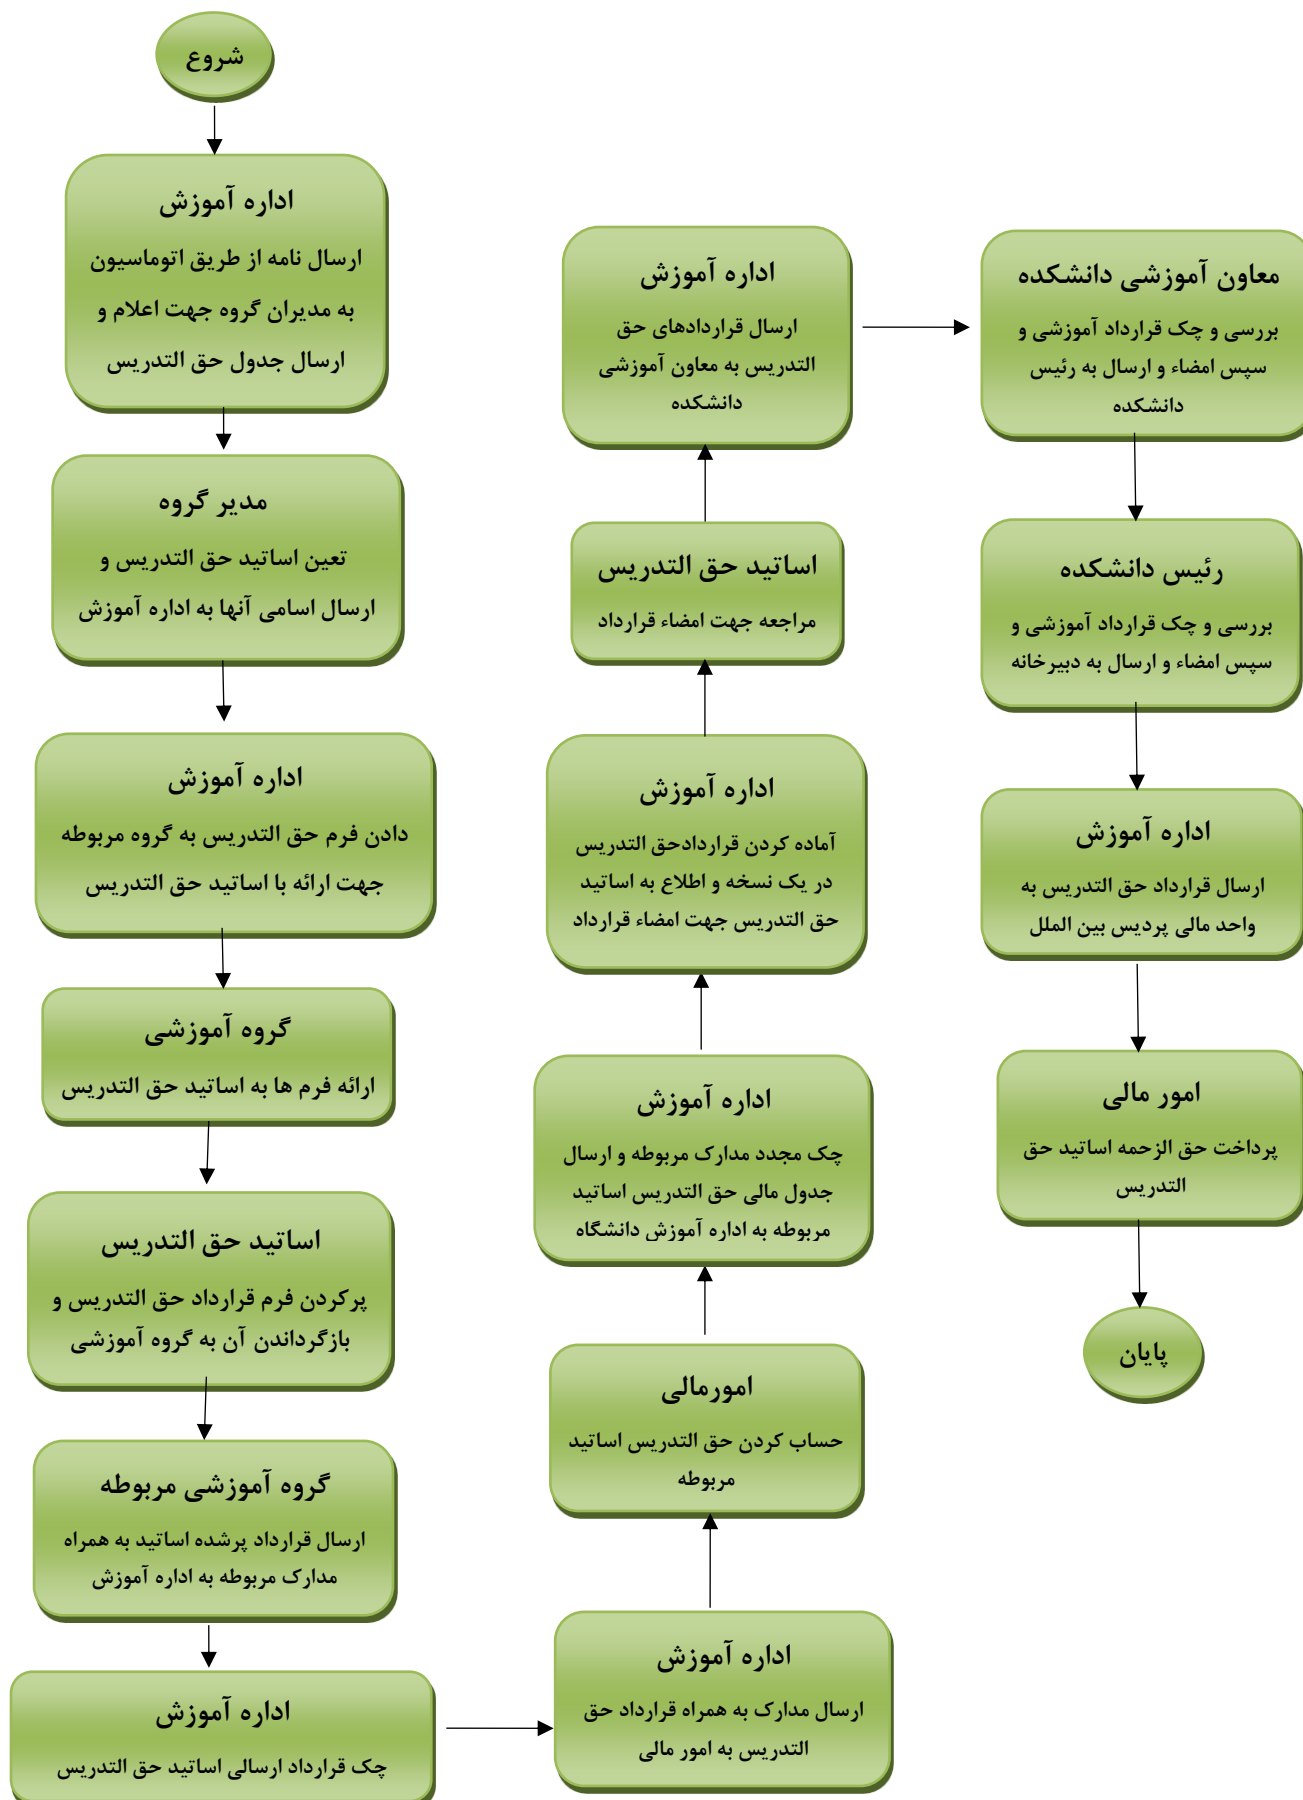 شروع
اداره آموزش
ارسال نامه از طریق اتوماسیون
به مدیران گروه جهت اعلام و
ارسال جدول حق التدریس
مدیر گروه
تعین اساتید حق التدریس و
ارسال اسامی آنها به اداره آموزش
اداره آموزش
دادن فرم حق التدریس به گروه مربوطه
جهت ارائه با اساتید حق التدریس
گروه آموزشی
ارائه فرم ها به اساتید حق التدریس
اساتید حق التدریس
پرکردن فرم قرارداد حق التدریس و
بازگرداندن آن به گروه آموزشی
گروه آموزشی مربوطه
ارسال قرارداد پرشده اساتید به همراه
مدارک مربوطه به اداره آموزش
اداره آموزش
چک قرارداد ارسالی اساتید حق التدریس
اداره آموزش
ارسال مدارک به همراه قرارداد حق
التدریس به امور مالی
امورمالی
حساب کردن حق التدریس اساتید
مربوطه
اداره آموزش
چک مجدد مدارک مربوطه و ارسال
جدول مالی حق التدریس اساتید
مربوطه به اداره آموزش دانشگاه
اداره آموزش
آماده کردن قراردادحق التدریس
در یک نسخه و اطلاع به اساتید
حق التدریس جهت امضاء قرارداد
اساتید حق التدریس
مراجعه جهت امضاء قرارداد
اداره آموزش
ارسال قراردادهای حق
التدریس به معاون آموزشی
دانشکده
معاون آموزشی دانشکده
بررسی و چک قرارداد آموزشی و
سپس امضاء و ارسال به رئیس
دانشکده
رئیس دانشکده
بررسی و چک قرارداد آموزشی و
سپس امضاء و ارسال به دبیرخانه
اداره آموزش
ارسال قرارداد حق التدریس به
واحد مالی پردیس بین الملل
امور مالی
پرداخت حق الزحمه اساتید حق
التدریس
پایان